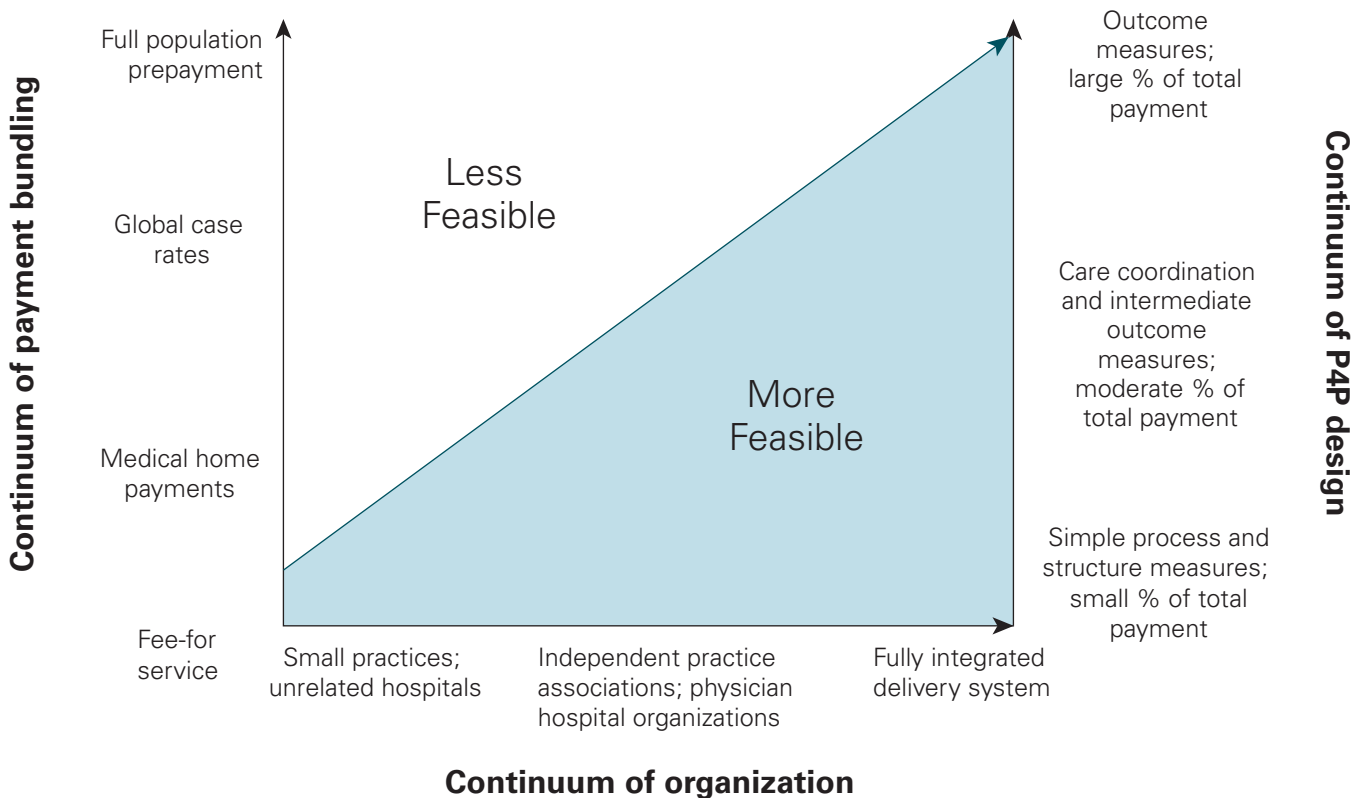 Continuum of payment bundling
Full population
prepayment
Global case
rates
Medical home
payments
Fee-for
service
Less
Feasible
More
Feasible
Outcome
measures;
large % of total
payment
Care coordination
and intermediate
outcome
measures;
moderate % of
total payment
Simple process and
structure measures;
small % of total
payment
Continuum of P4P design
Small practices;
unrelated hospitals
Independent practice
associations; physician
hospital organizations
Fully integrated
delivery system
Continuum of organization